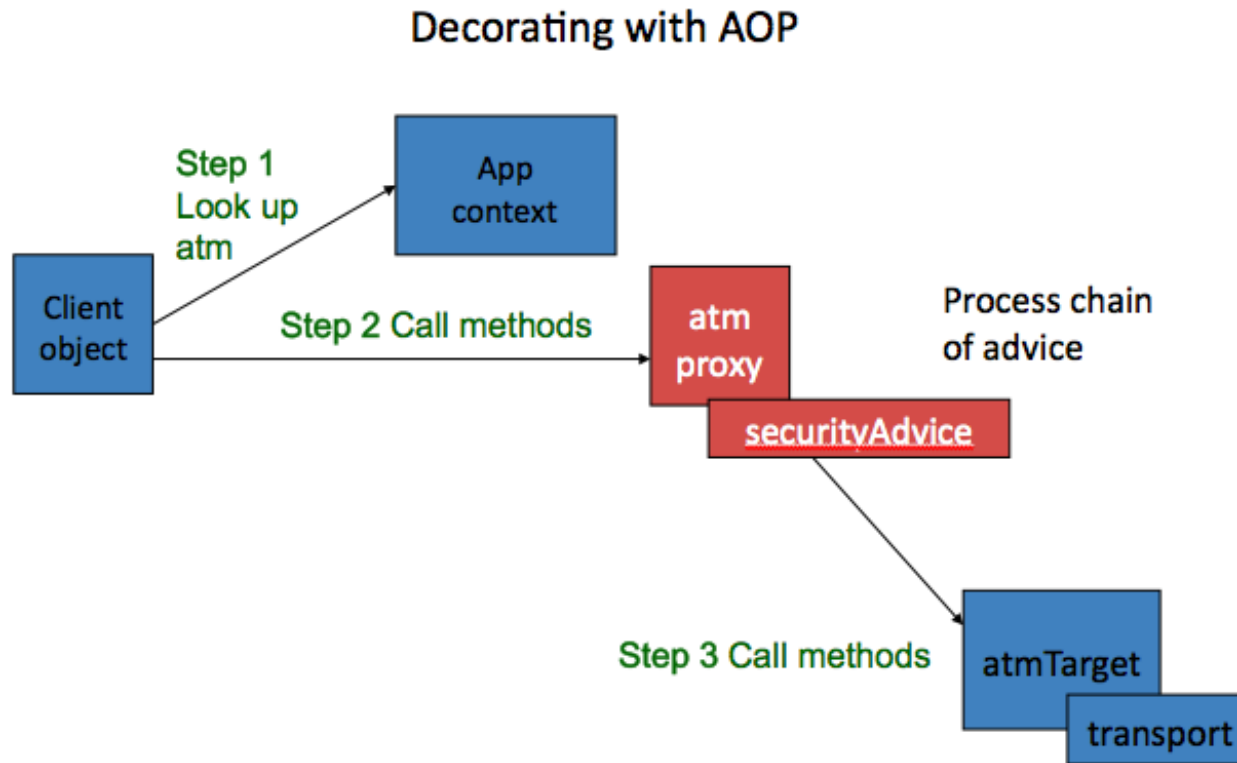 Decorating with AOP
Step 1
Look up
atm
App
context
Client
object
Step 2 Call methods
atm
proxy
Process chain
of advice
securityAdvice
Step 3 Call methods
atmTarget
transport